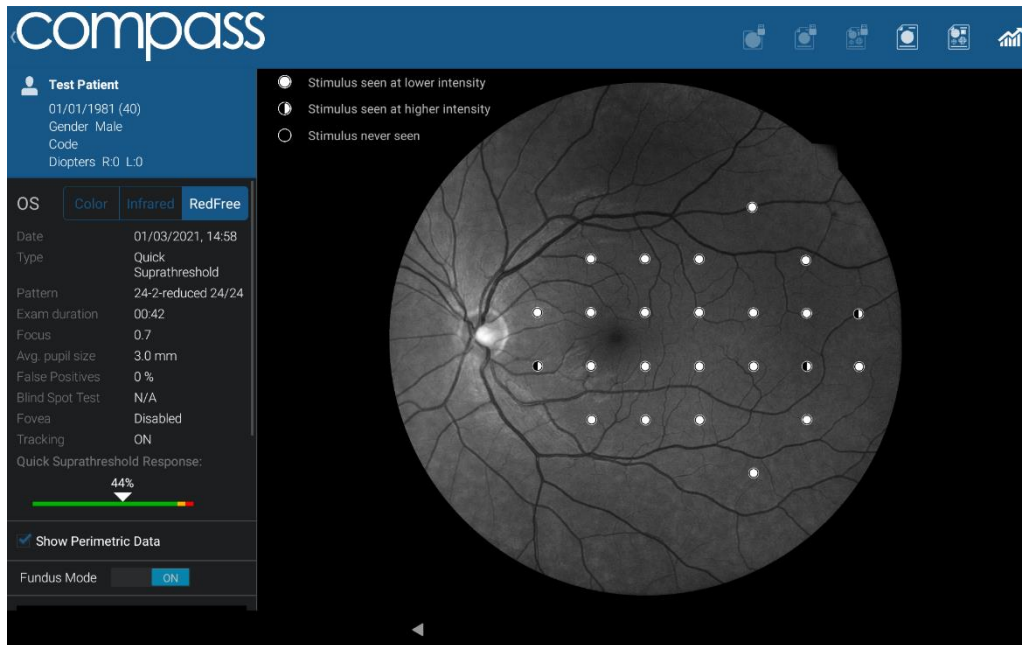 compass
Test Patient
01/01/1981 (40)
Gender Male
Code
Diopters R:0 L:0
OS Color Infrared RedFree
Date 01/03/2021, 14:58
Type Quick
Suprathreshold
Pattern 24-2-reduced 24/24
Exam duration 00:42
Focus 0.7
Avg. pupil size 3.0 mm
False Positives 0 %
Blind Spot Test N/A
Fovea Disabled
Tracking ON
Quick Suprathreshold Response:
44%
Show Perimetric Data
Fundus Mode ON
Stimulus seen at lower intensity
Stimulus seen at higher intensity
Stimulus never seen